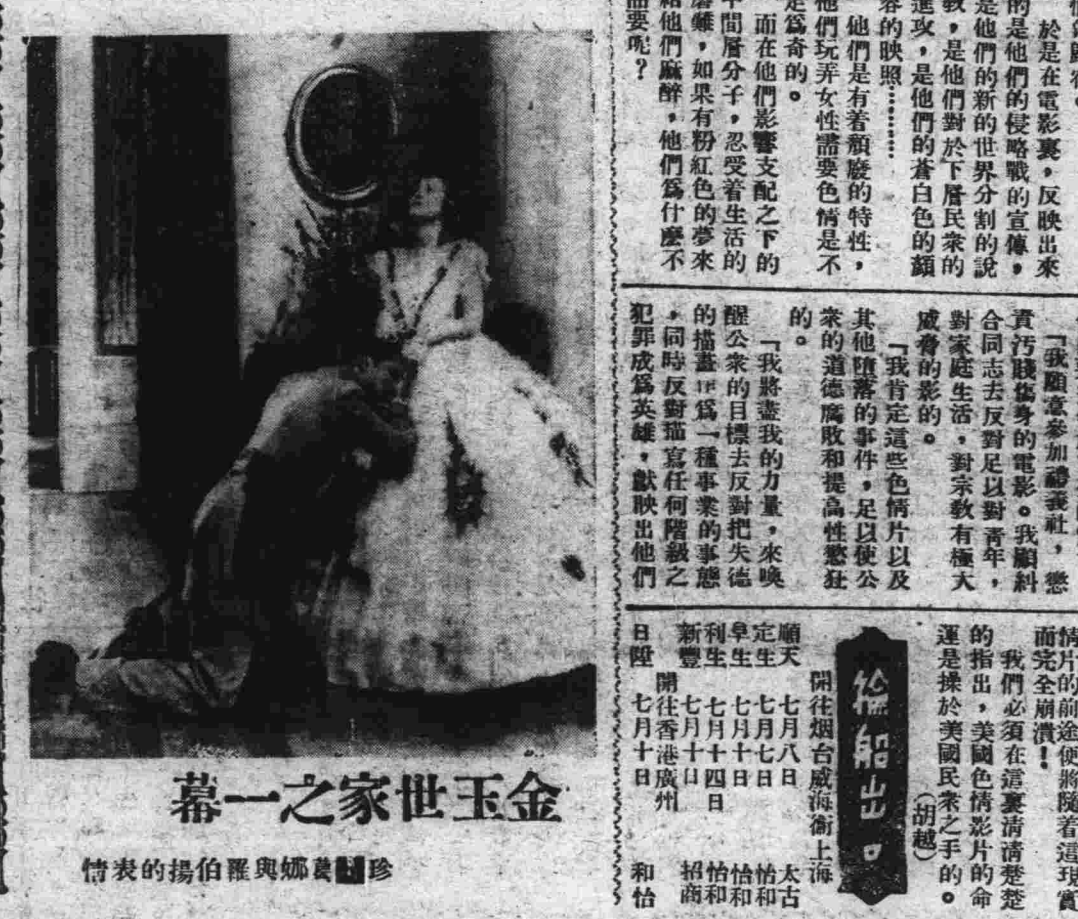 於是在電影裏，反映出來
的是他們的侵略戰的宣傳，
是他們的新的世界分割的說
教，是他們對於下層民衆的
進攻，是他們的蒼白色的顏
容的映照………
他們是有着頹廢的特性，
他們玩弄女性需要色情是不
足爲奇的。
而在他們影響支配之下的
中間層分子，忍受着生活的
磨難，如果有粉紅色的夢來
給他們麻醉，他們爲什麼不
需要呢？
「我願意參加禮義社，懲
責汚賤傷身的電影。我願糾
合同志去反對足以對靑年，
對家庭生活，對宗敎有極大
威脅的影的。
「我肯定這些色情片以及
其他墮落的事件，足以使公
衆的道德腐敗和提高性慾狂
的。
「我將盡我的力量，來喚
醒公衆的目標去反對把失德
的描畫正爲一種事業的事態
，同時反對描寫任何階級之
犯罪成爲英雄，獻映出他們
情片的前途便將隨着這現實
而完全崩潰！
我們必須在這裏清清楚楚
的指出，美國色情影片的命
運是操於美國民衆之手的。
（胡越）
輪船出口
開往烟台威海衛上海
順天 七月八日 太古
定生 七月七日 怡和
阜生 七月十日 怡和
利生 七月十四日 怡和
新豐 七月十日 招商
開往香港廣州
日陞 七月十日 和怡
金玉世家之一幕
珍 娜與羅伯揚的表情